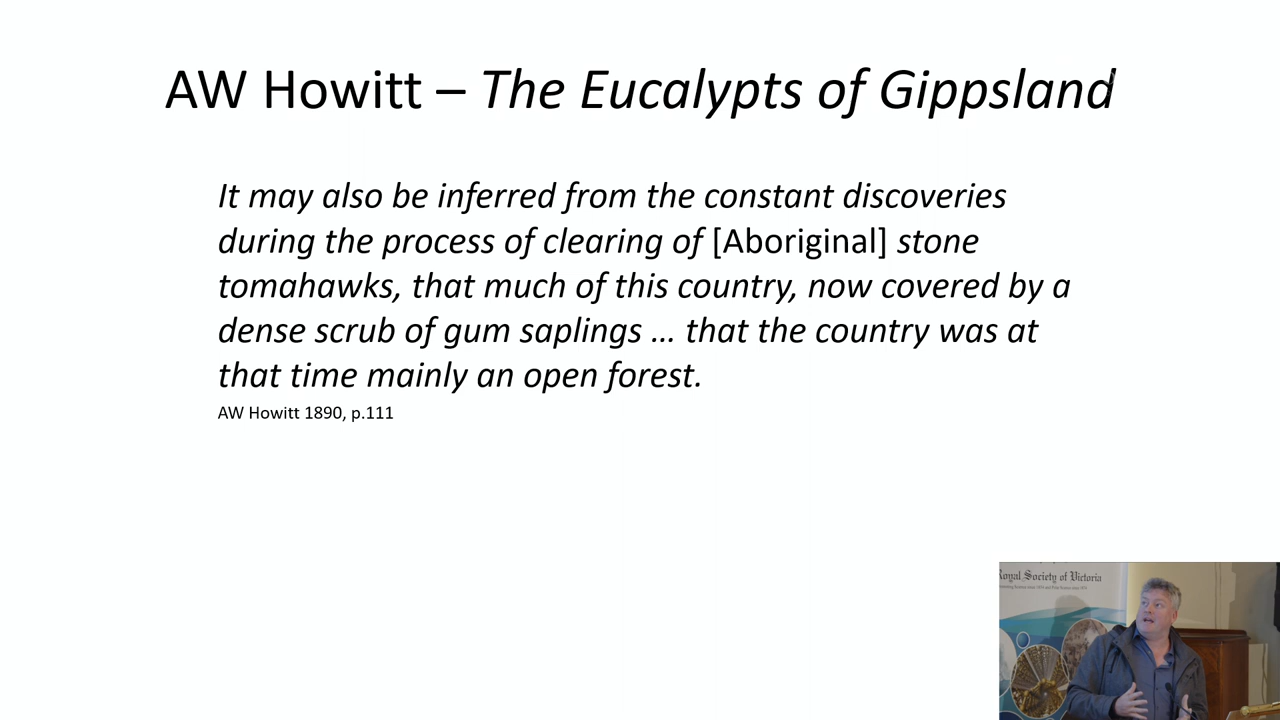 AW Howitt – The Eucalypts of Gippsland
It may also be inferred from the constant discoveries
during the process of clearing of [Aboriginal] stone
tomahawks, that much of this country, now covered by a
dense scrub of gum saplings … that the country was at
that time mainly an open forest.
AW Howitt 1890, p.111
Royal Society of Victoria